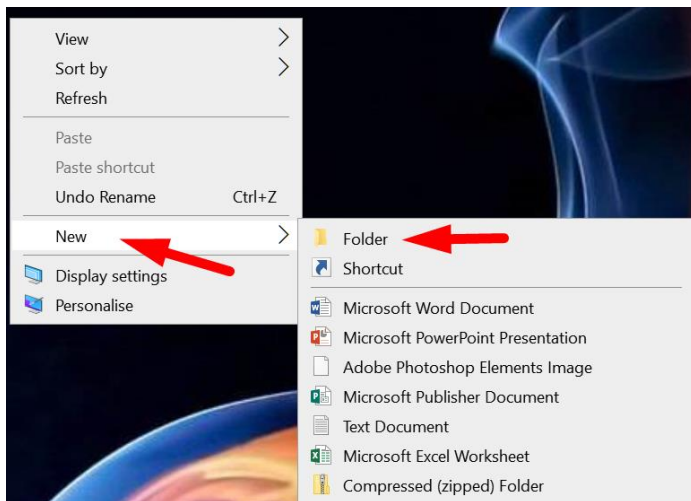 View
Sort by
Refresh
Paste
Paste shortcut
Undo Rename Ctrl+Z
New
Display settings
Personalise
Folder
Shortcut
Microsoft Word Document
Microsoft PowerPoint Presentation
Adobe Photoshop Elements Image
Microsoft Publisher Document
Text Document
Microsoft Excel Worksheet
Compressed (zipped) Folder